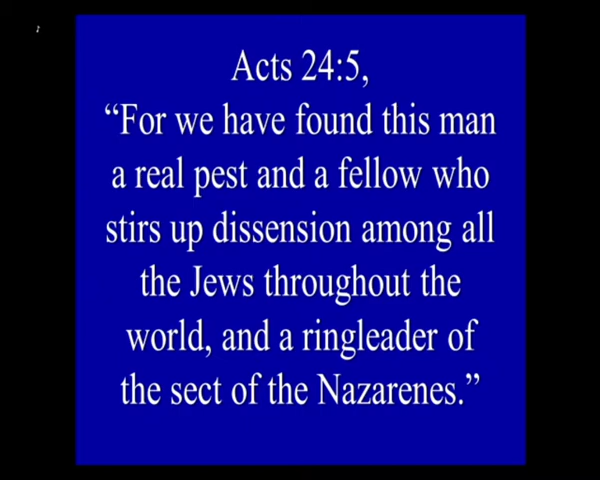 Acts 24:5,
“For we have found this man
a real pest and a fellow who
stirs up dissension among all
the Jews throughout the
world, and a ringleader of
the sect of the Nazarenes.”